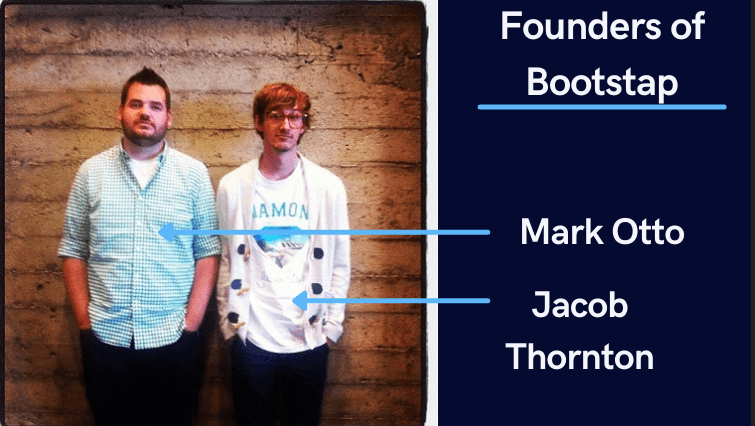 Founders of
Bootstap
Mark Otto
Jacob
Thornton